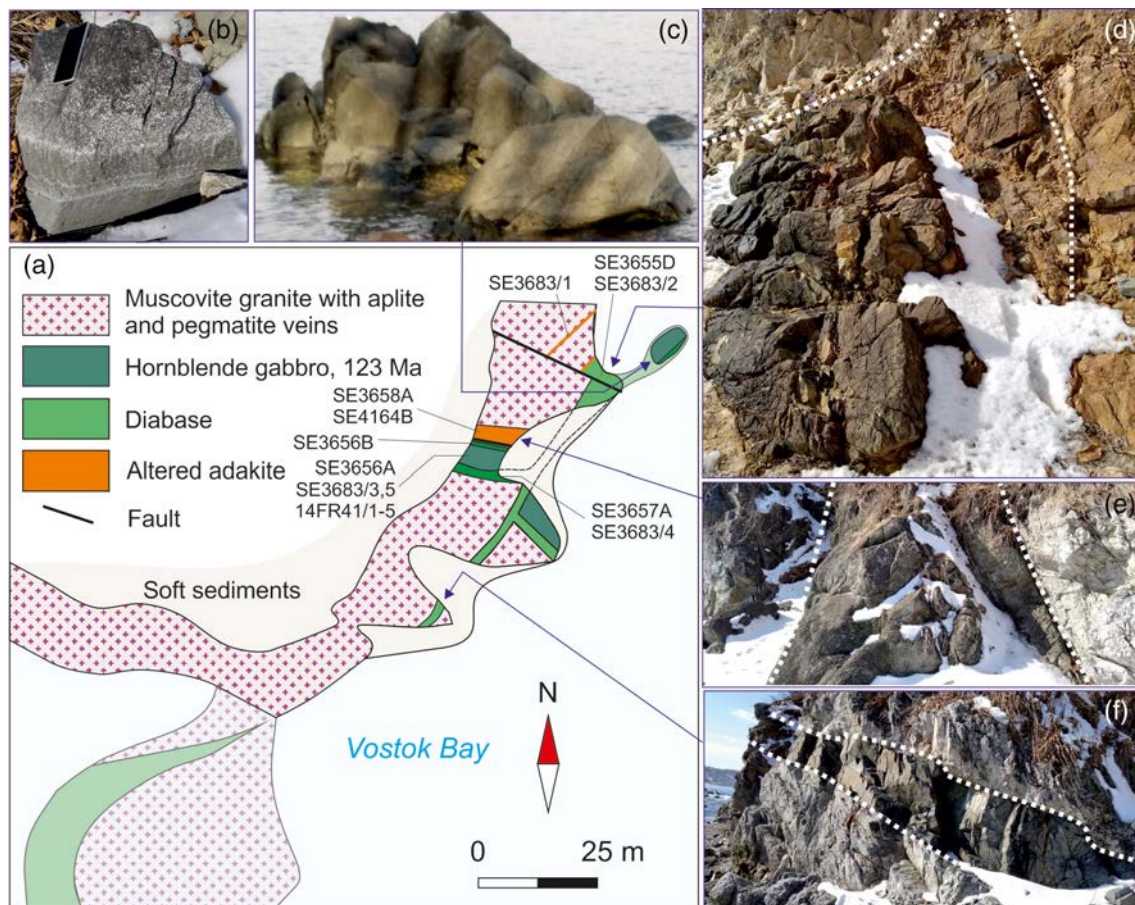 (b)
(c)
(d)
(a)
Muscovite granite with aplite
and pegmatite veins
Hornblende gabbro, 123 Ma
Diabase
Altered adakite
Fault
SE3683/1
SE3655D
SE3683/2
SE3658A
SE4164B
SE3656B
SE3656A
SE3683/3,5
14FR41/1-5
SE3657A
SE3683/4
Soft sediments
N
Vostok Bay
0 25 m
(e)
(f)